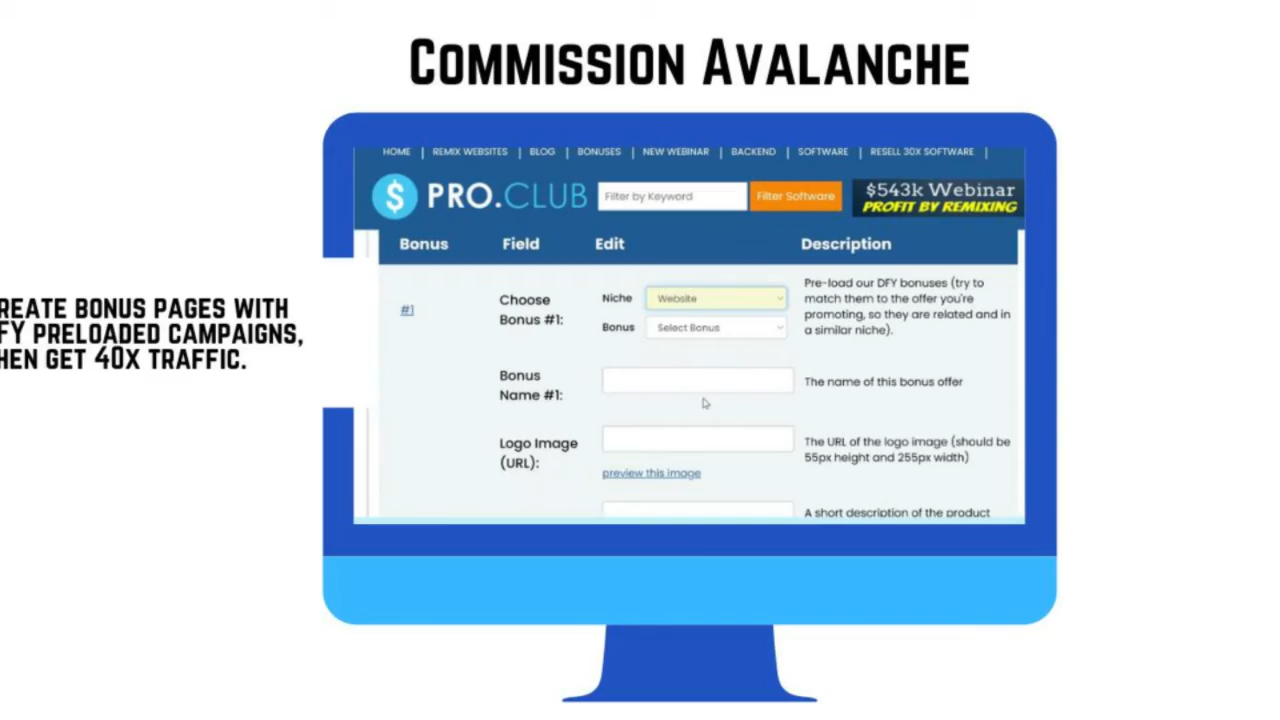 COMMISSION AVALANCHE
HOME | REMIX WEBSITES | BLOG | BONUSES | NEW WEBINAR | BACKEND | SOFTWARE | RESELL 30X SOFTWARE |
$ PRO.CLUB Filter by Keyword Filter Software $543k Webinar
PROFIT BY REMIXING
Bonus Field Edit Description
#1
Choose
Bonus #1:
Niche Website
Bonus Select Bonus
Pre-load our DFY bonuses (try to
match them to the offer you're
promoting, so they are related and in
a similar niche).
Bonus
Name #1:
The name of this bonus offer
Logo Image
(URL):
preview this image
The URL of the logo image (should be
55px height and 255px width)
A short description of the product
REATE BONUS PAGES WITH
FY PRELOADED CAMPAIGNS,
HEN GET 40X TRAFFIC.